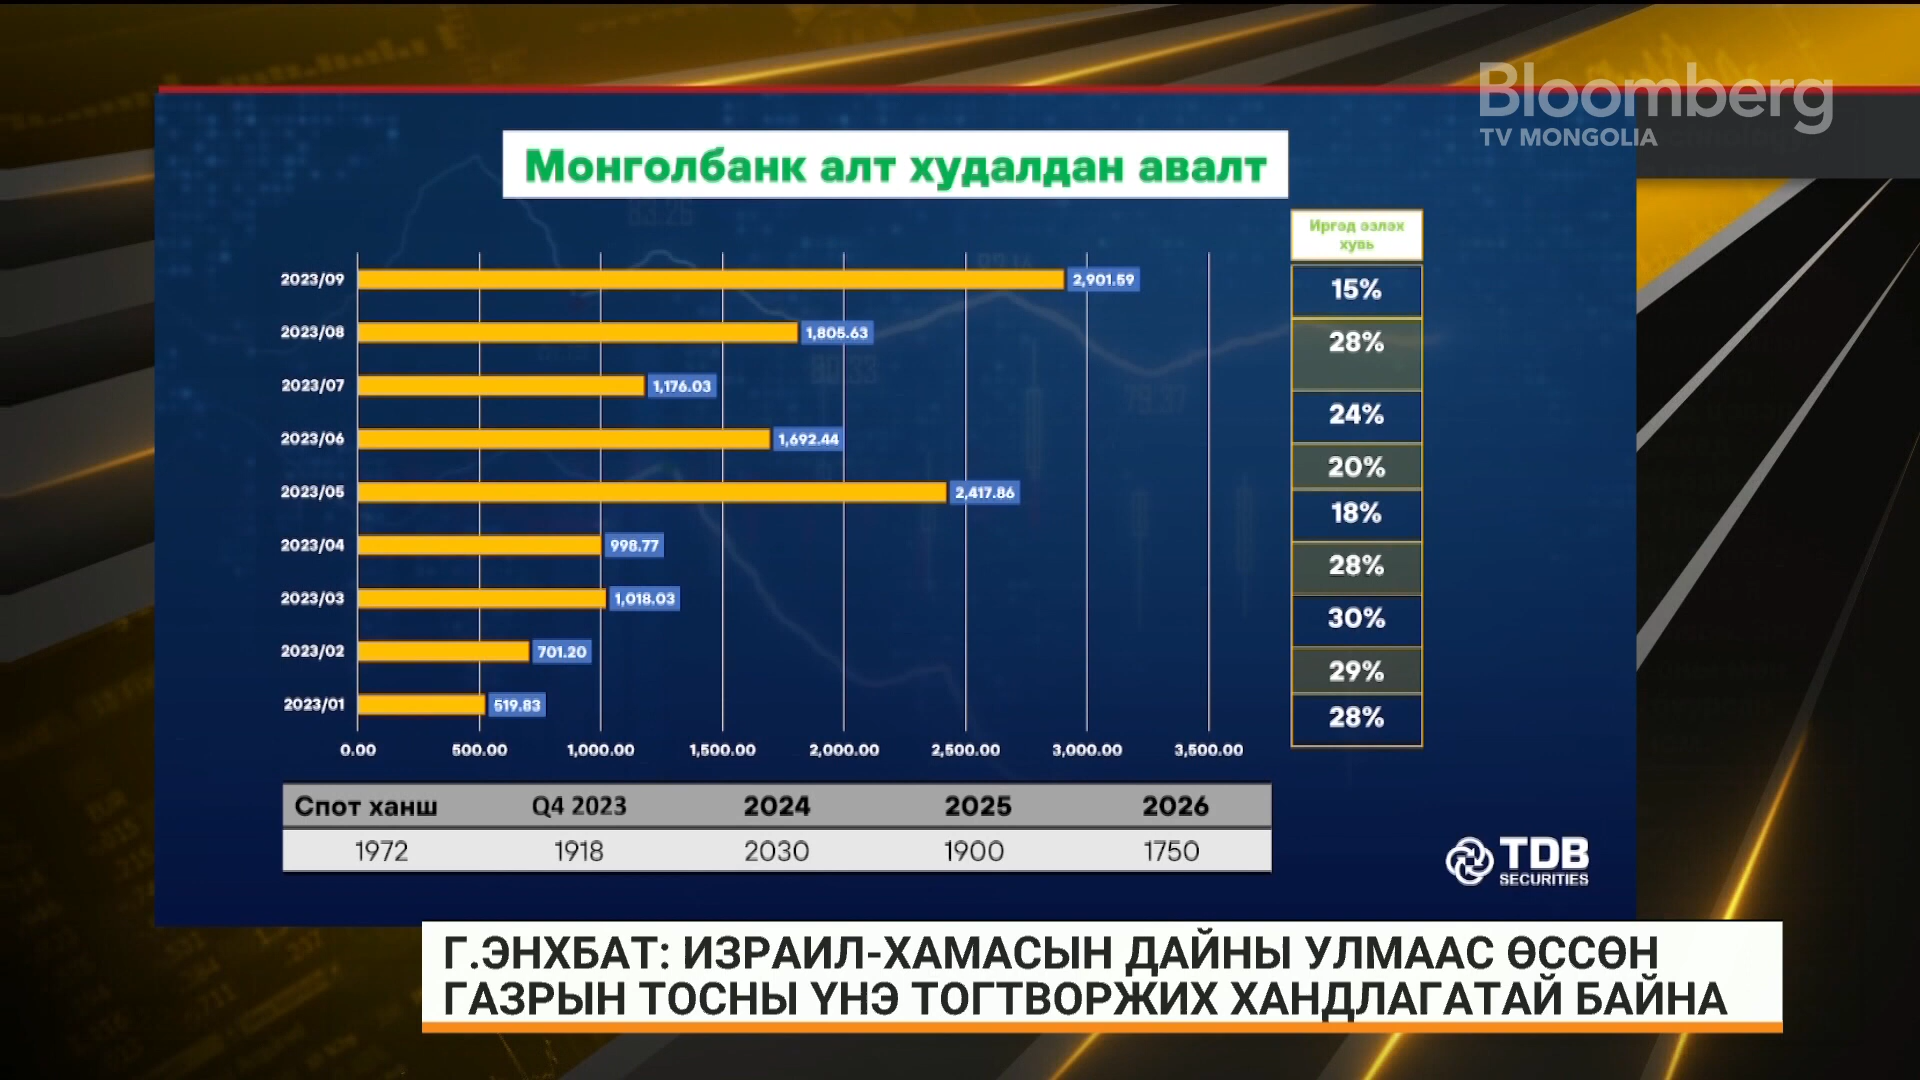 Bloomberg
TV MONGOLIA
Монголбанк алт худалдан авалт
Иргэд эзлэх
хувь
2023/09 2,901.59 15%
2023/08 1,805.63 28%
2023/07 1,176.03 24%
2023/06 1,692.44 20%
2023/05 2,417.86 18%
2023/04 998.77 28%
2023/03 1,018.03 30%
2023/02 701.20 29%
2023/01 519.83 28%
0.00 500.00 1,000.00 1,500.00 2,000.00 2,500.00 3,000.00 3,500.00
Спот ханш Q4 2023 2024 2025 2026
1972 1918 2030 1900 1750
TDB
SECURITIES
Г.ЭНХБАТ: ИЗРАИЛ-ХАМАСЫН ДАЙНЫ УЛМААС ӨССӨН
ГАЗРЫН ТОСНЫ ҮНЭ ТОГТВОРЖИХ ХАНДЛАГАТАЙ БАЙНА